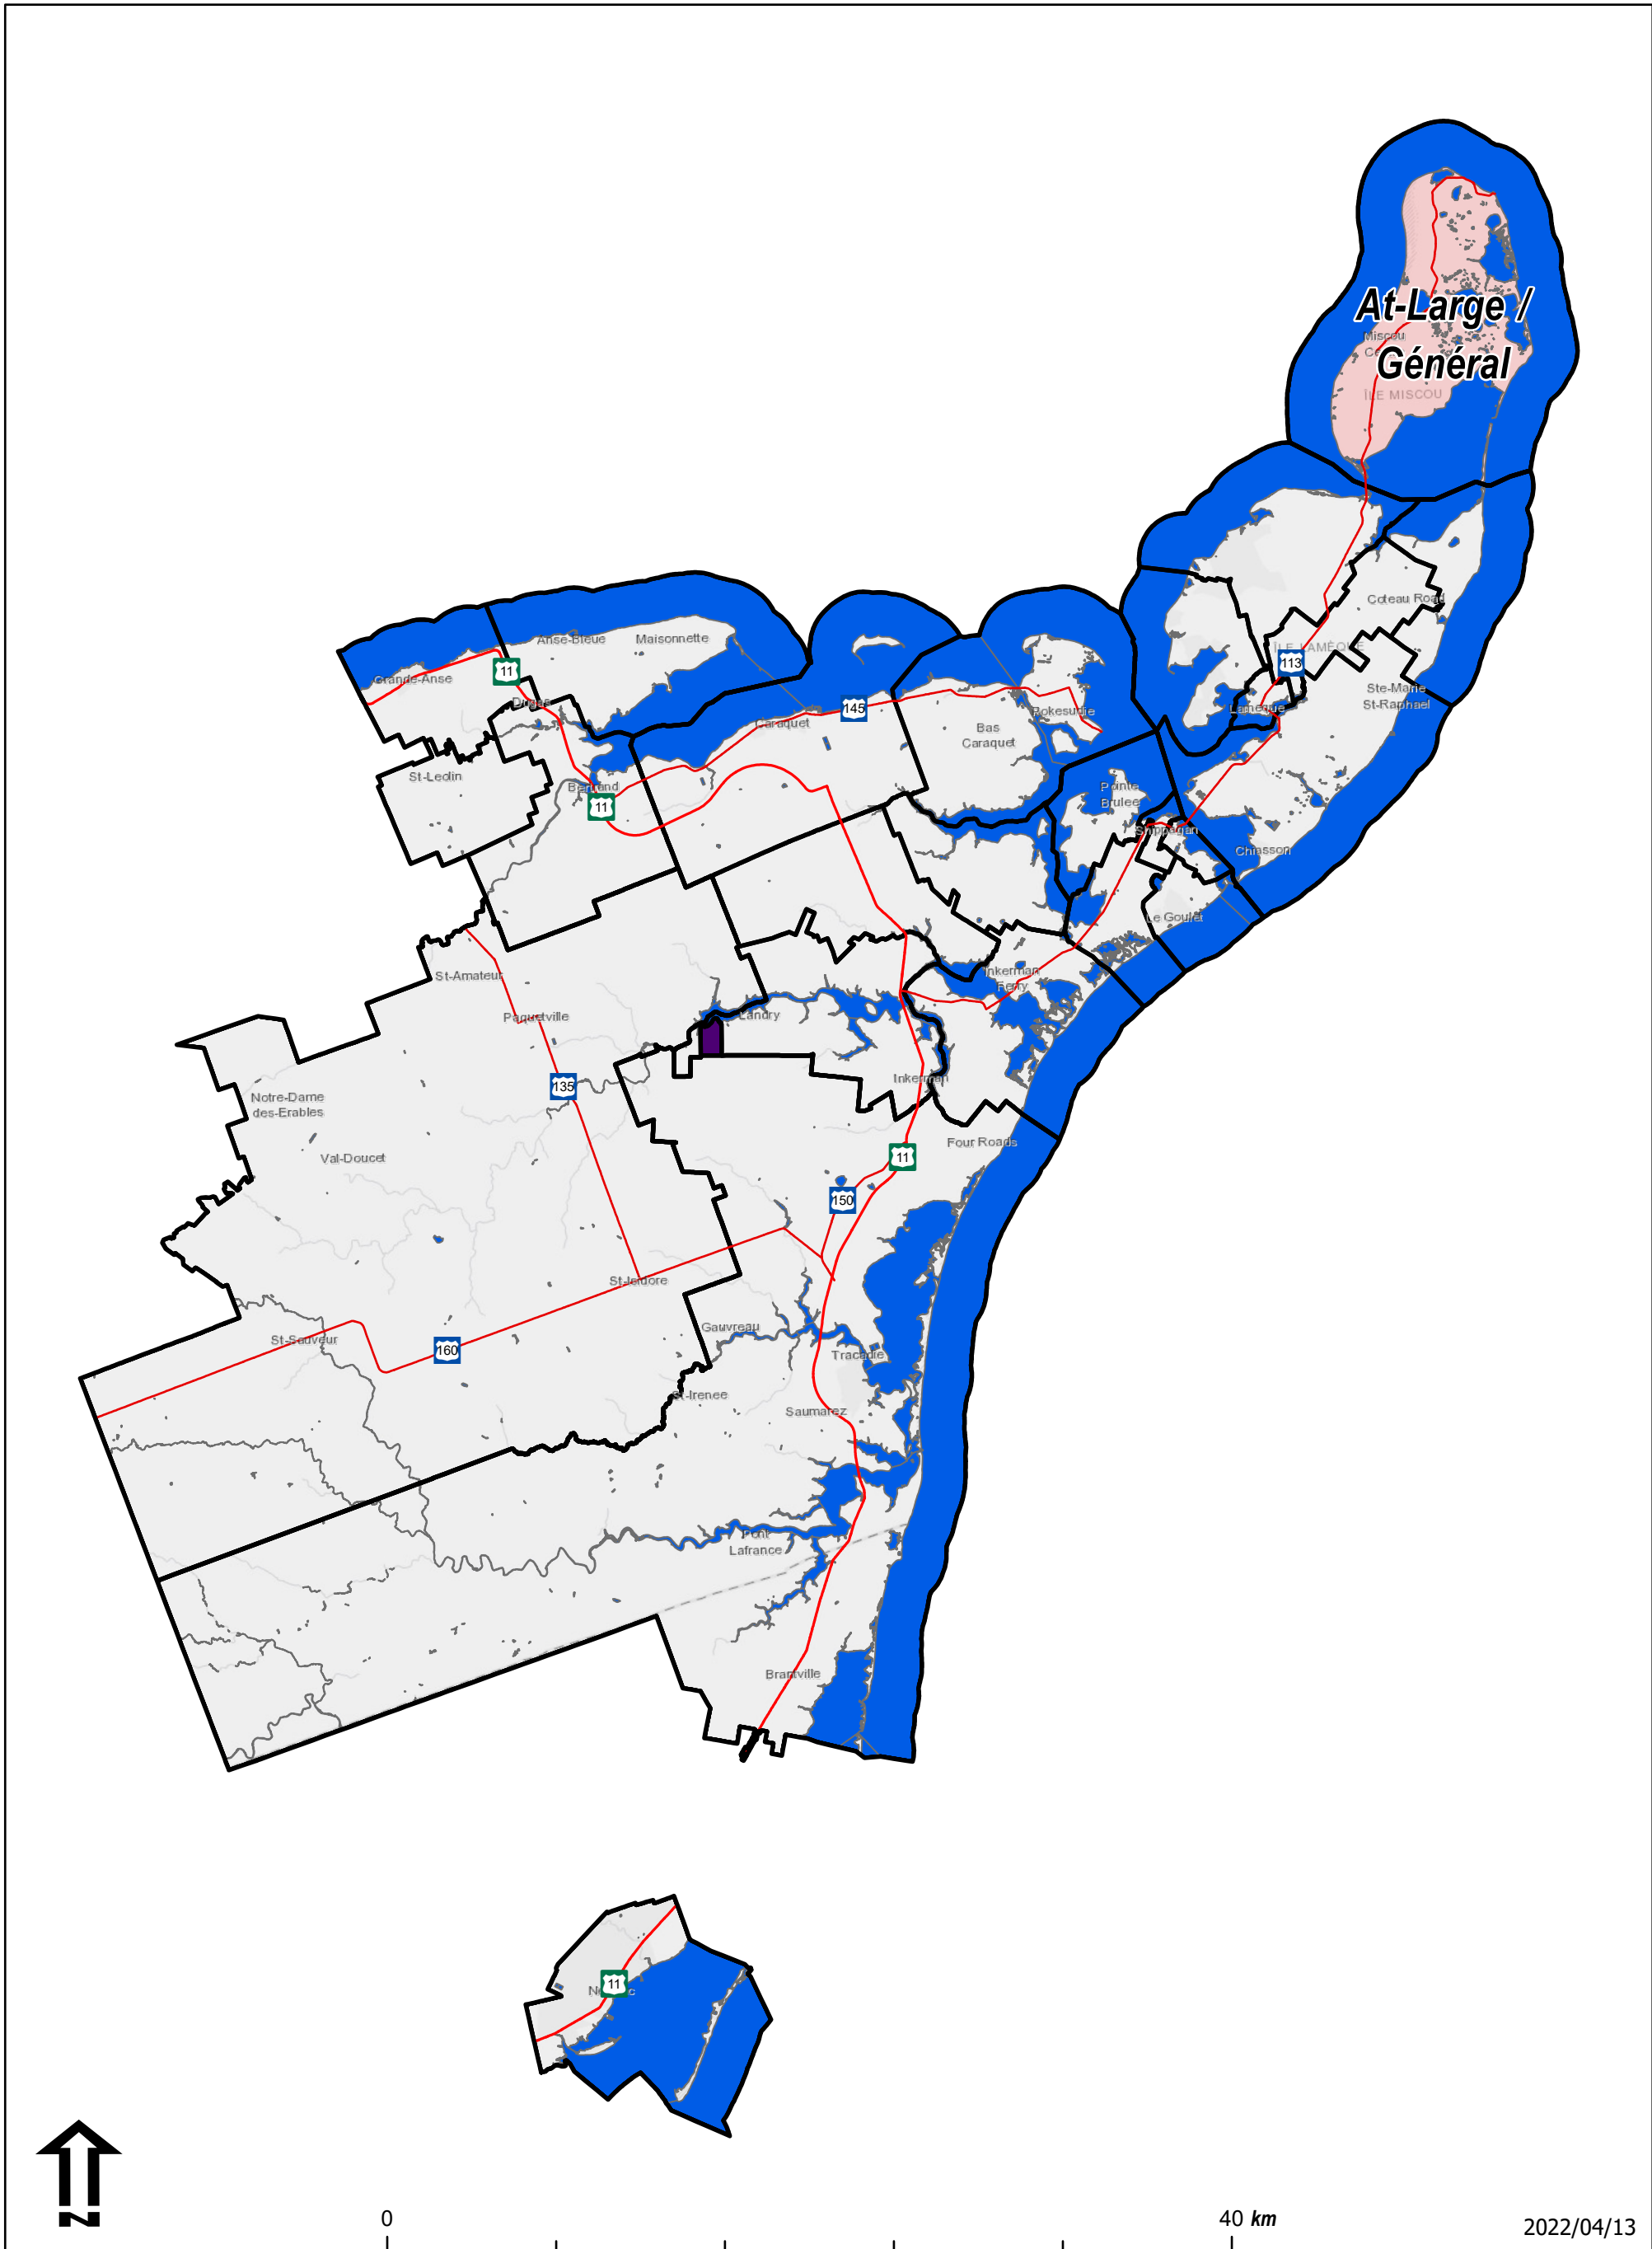 At-Large /
Général
Miscou
ÎLE MISCOU
Coteau Road
ÎLE LAMÈQUE
113
Ste-Marie
St-Raphael
Lameque
Anse-Bleue
Maisonnette
Grande-Anse
11
Dugas
145
Caraquet
Pokesudie
Bas
Caraquet
St-Leolin
Bertrand
11
Pointe
Brulee
Shippagan
Chiasson
Le Goulet
St-Amateur
Inkerman
Ferry
Paquetville
Landry
135
Inkerman
Notre-Dame
des-Erables
Val-Doucet
Four Roads
11
150
St-Isidore
St-Sauveur
160
Gauvreau
Tracadie
St-Irenee
Saumarez
Pont
Lafrance
Brantville
11
N
0
40 km
2022/04/13